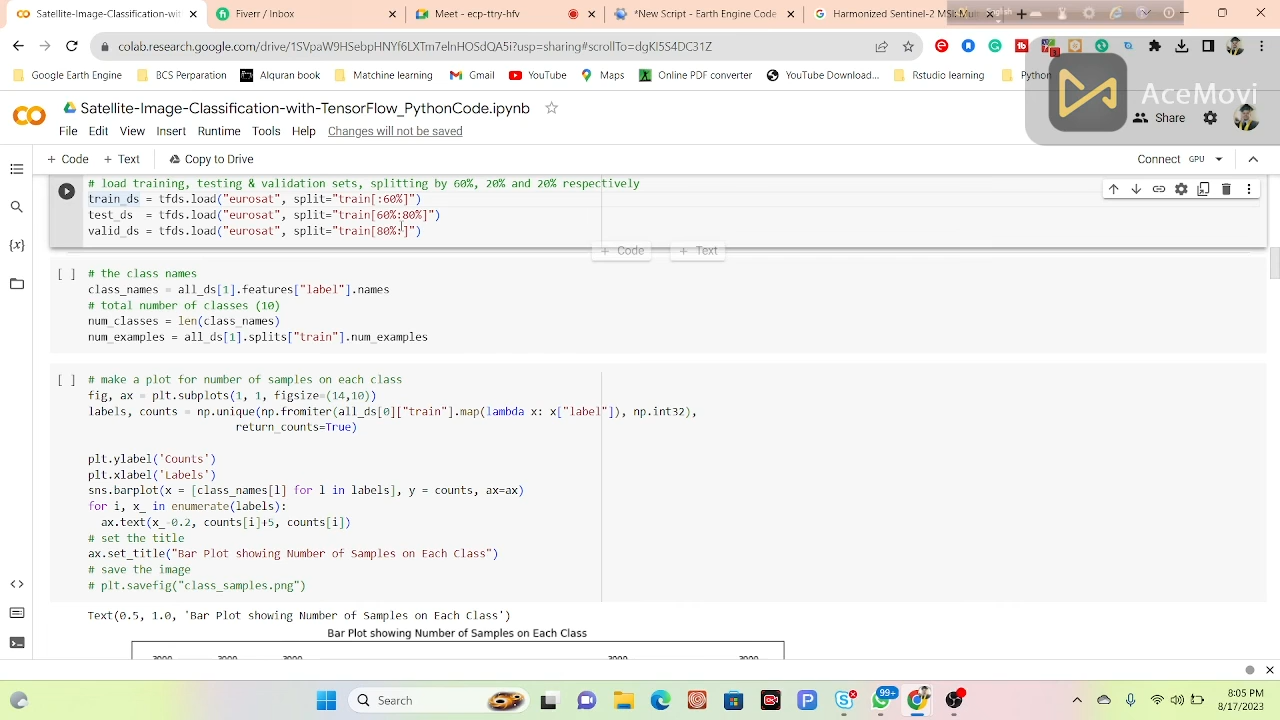 Satellite-Image-Classification-wit
Fiverr / Inbox
Meet - ecp-ttry-hfv
*New Script - Earth Engine Code
Harmonized Sentinel-2 MSI: Mult
English
colab.research.google.com/drive/1SVpaW9HSebpHNYf6LXTm7elnHO3CQA5l?usp=sharing#scrollTo=dgKI5S4DC31Z
Google Earth Engine
BCS Perparation
Alquran book
Matchine learning
Gmail
YouTube
Maps
Online PDF converter
YouTube Download...
Rstudio learning
Python
AceMovi
Satellite-Image-Classification-with-TensorFlow_PythonCode.ipynb
File Edit View Insert Runtime Tools Help Changes will not be saved
Share
+ Code + Text Copy to Drive
Connect GPU
# load training, testing & validation sets, splitting by 60%, 20% and 20% respectively
train_ds = tfds.load("eurosat", split="train[:60%]")
test_ds = tfds.load("eurosat", split="train[60%:80%]")
valid_ds = tfds.load("eurosat", split="train[80%:]")
+ Code + Text
[ ] # the class names
class_names = all_ds[1].features["label"].names
# total number of classes (10)
num_classes = len(class_names)
num_examples = all_ds[1].splits["train"].num_examples
[ ] # make a plot for number of samples on each class
fig, ax = plt.subplots(1, 1, figsize=(14,10))
labels, counts = np.unique(np.fromiter(all_ds[0]["train"].map(lambda x: x["label"]), np.int32),
return_counts=True)
plt.ylabel('Counts')
plt.xlabel('Labels')
sns.barplot(x = [class_names[l] for l in labels], y = counts, ax=ax)
for i, x_ in enumerate(labels):
ax.text(x_-0.2, counts[i]+5, counts[i])
# set the title
ax.set_title("Bar Plot showing Number of Samples on Each Class")
# save the image
# plt.savefig("class_samples.png")
Text(0.5, 1.0, 'Bar Plot showing Number of Samples on Each Class')
Bar Plot showing Number of Samples on Each Class
3000 3000 3000 3000 3000
Search
99+
8:05 PM
8/17/2023